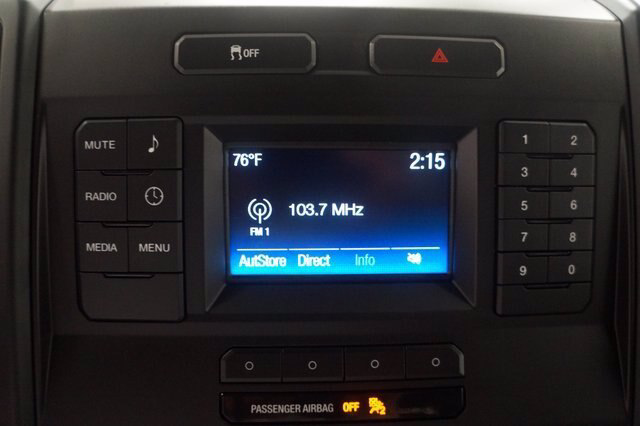 OFF
MUTE
RADIO
MEDIA MENU
76°F 2:15
103.7 MHz
FM 1
AutStore Direct Info
1 2
3 4
5 6
7 8
9 0
PASSENGER AIRBAG OFF 2